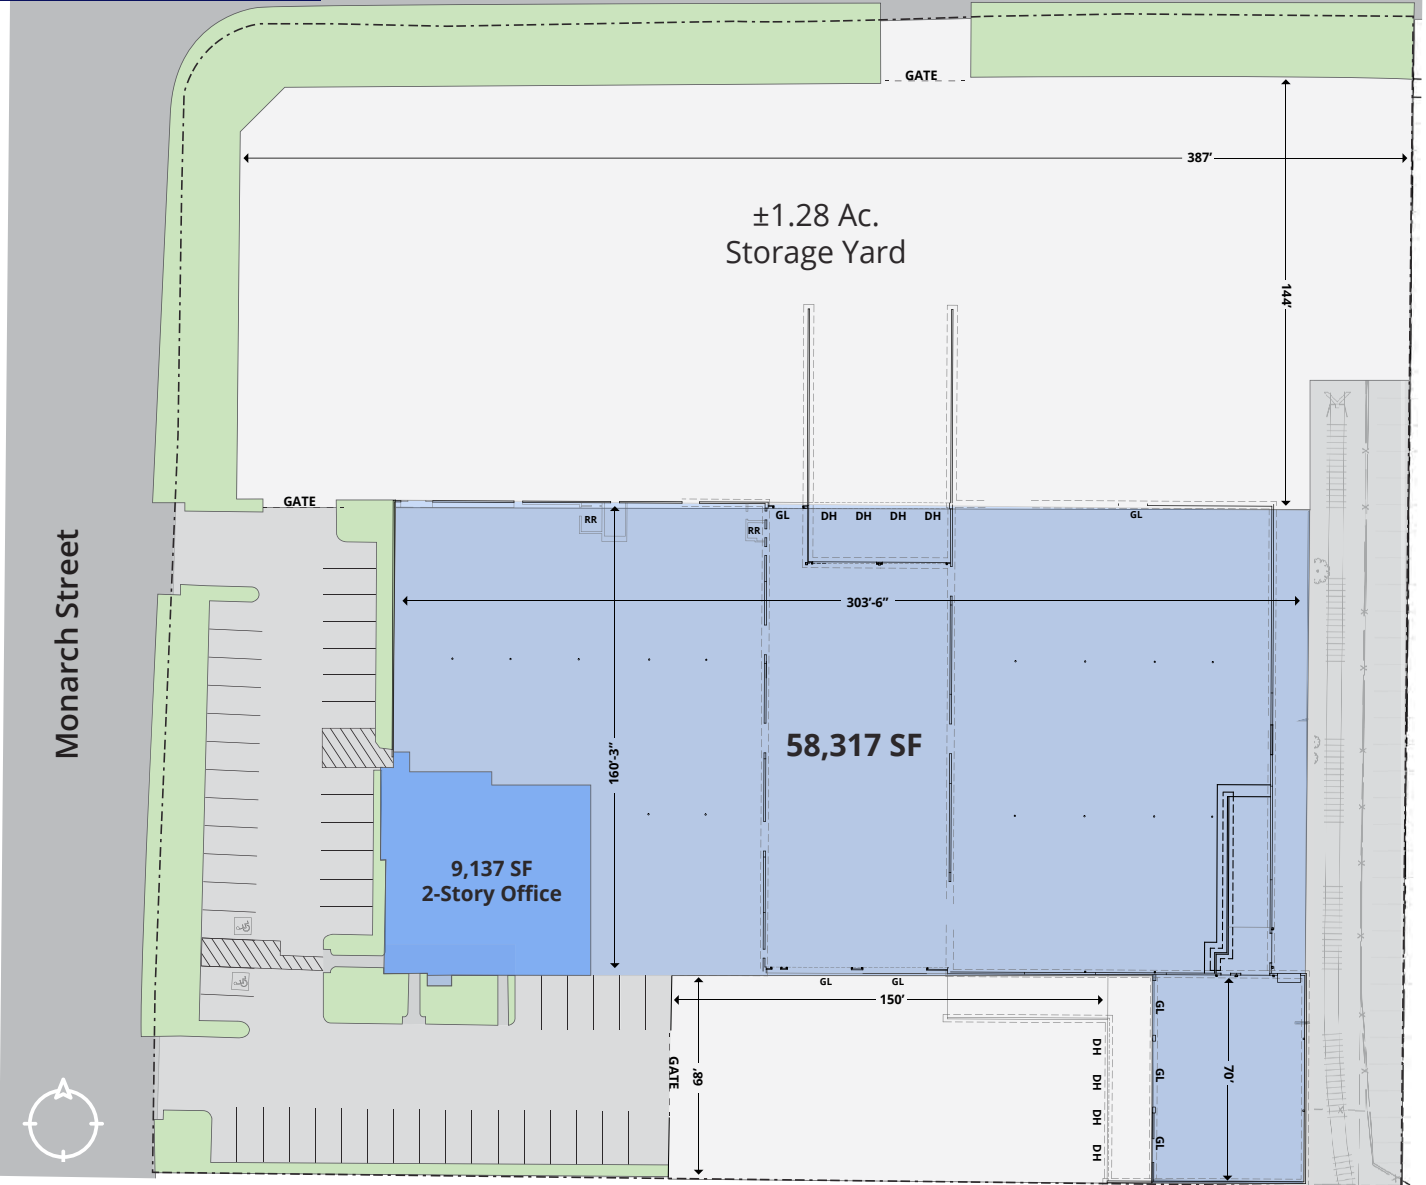 GATE
387’
±1.28 Ac.
Storage Yard
144’
GATE
RR
RR
GL
DH
DH
DH
DH
GL
303’-6”
Monarch Street
160’-3”
58,317 SF
9,137 SF
2-Story Office
GL
GL
150’
GATE
68’
DH
DH
DH
DH
GL
GL
GL
70’